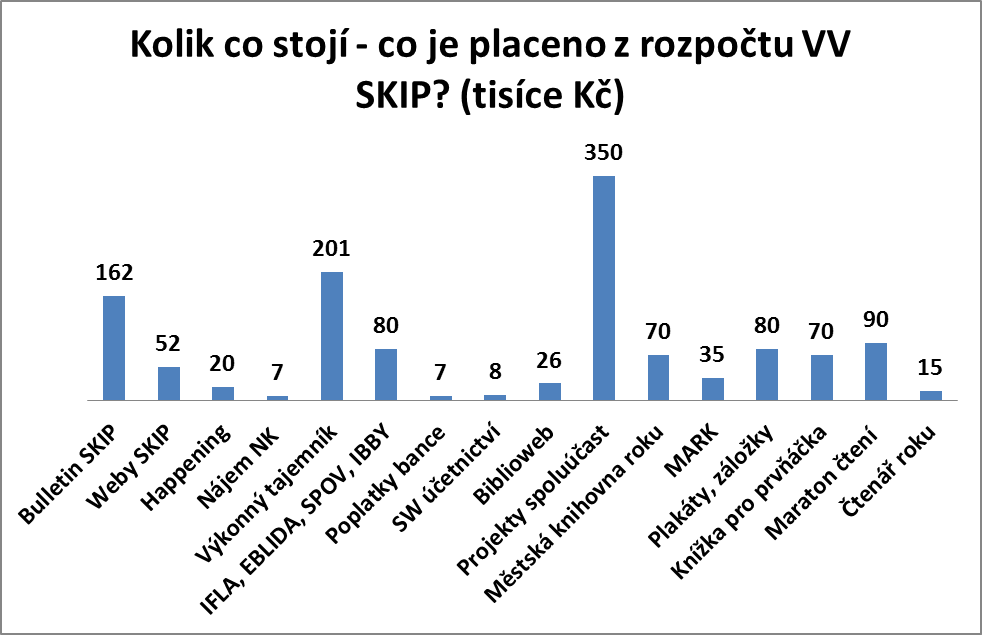 Kolik co stojí - co je placeno z rozpočtu VV
SKIP? (tisíce Kč)
162
52
20
7
201
80
7
8
26
350
70
35
80
70
90
15
Bulletin SKIP
Weby SKIP
Happening
Nájem NK
Výkonný tajemník
IFLA, EBLIDA, SPOV, IBBY
Poplatky bance
SW účetnictví
Biblioweb
Projekty spoluúčast
Městská knihovna roku
MARK
Plakáty, záložky
Knížka pro prvňáčka
Maraton čtení
Čtenář roku